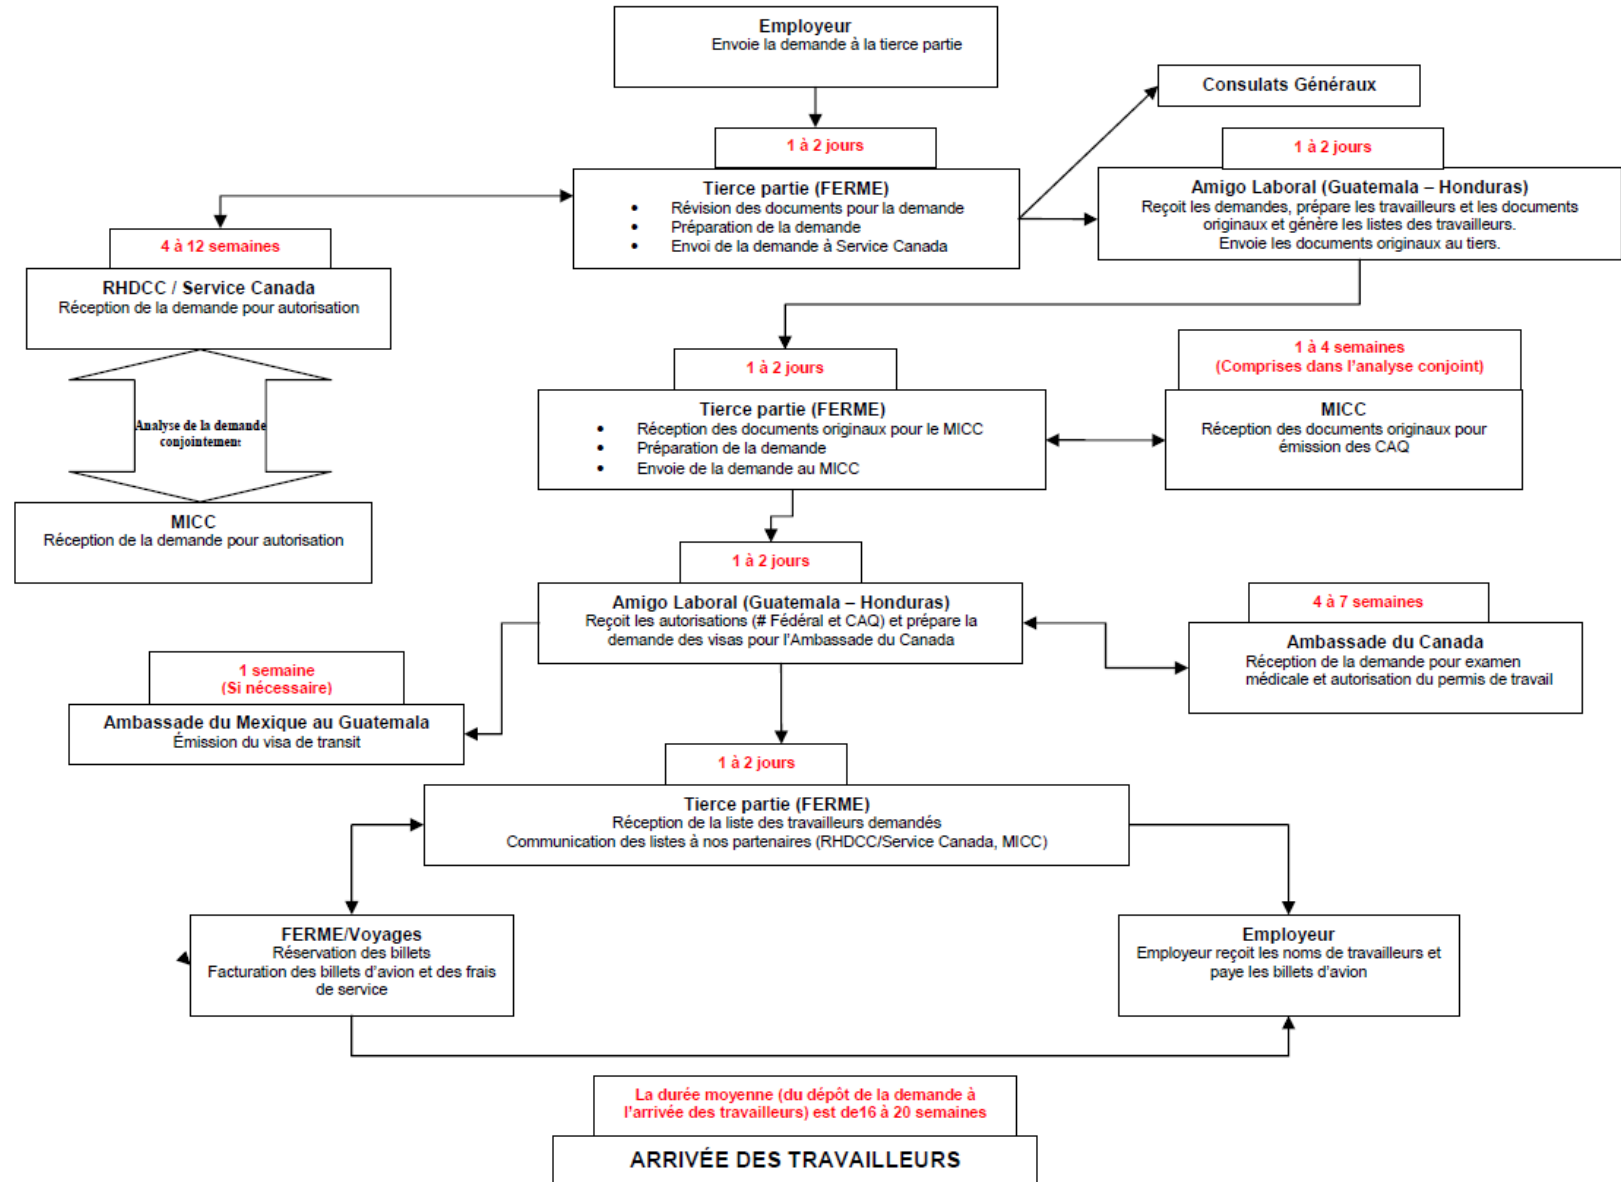 Employeur
Envoie la demande à la tierce partie
Consulats Généraux
1 à 2 jours
1 à 2 jours
Tierce partie (FERME)
• Révision des documents pour la demande
• Préparation de la demande
• Envoi de la demande à Service Canada
Amigo Laboral (Guatemala – Honduras)
Reçoit les demandes, prépare les travailleurs et les documents
originaux et génère les listes des travailleurs.
Envoie les documents originaux au tiers.
4 à 12 semaines
RHDCC / Service Canada
Réception de la demande pour autorisation
Analyse de la demande
conjointement
MICC
Réception de la demande pour autorisation
1 à 2 jours
Tierce partie (FERME)
• Réception des documents originaux pour le MICC
• Préparation de la demande
• Envoie de la demande au MICC
1 à 4 semaines
(Comprises dans l'analyse conjoint)
MICC
Réception des documents originaux pour
émission des CAQ
1 à 2 jours
Amigo Laboral (Guatemala – Honduras)
Reçoit les autorisations (# Fédéral et CAQ) et prépare la
demande des visas pour l'Ambassade du Canada
4 à 7 semaines
Ambassade du Canada
Réception de la demande pour examen
médicale et autorisation du permis de travail
1 semaine
(Si nécessaire)
Ambassade du Mexique au Guatemala
Émission du visa de transit
1 à 2 jours
Tierce partie (FERME)
Réception de la liste des travailleurs demandés
Communication des listes à nos partenaires (RHDCC/Service Canada, MICC)
FERME/Voyages
Réservation des billets
Facturation des billets d'avion et des frais
de service
Employeur
Employeur reçoit les noms de travailleurs et
paye les billets d'avion
La durée moyenne (du dépôt de la demande à
l'arrivée des travailleurs) est de16 à 20 semaines
ARRIVÉE DES TRAVAILLEURS